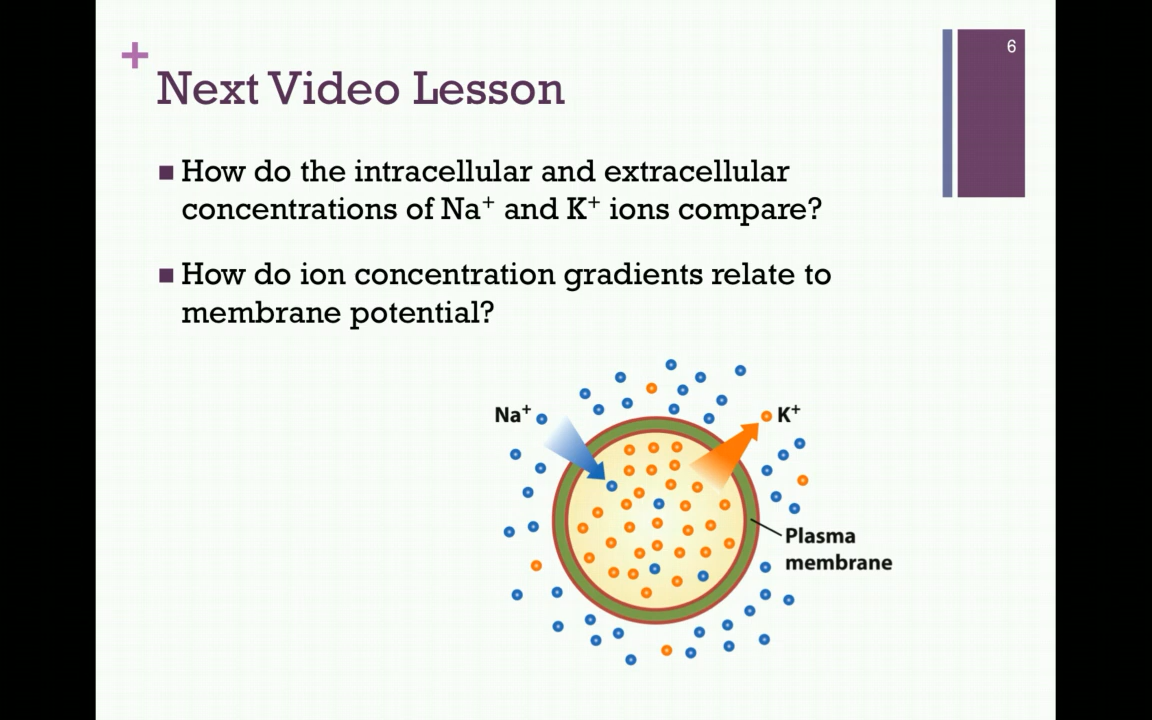 6
+
Next Video Lesson
■ How do the intracellular and extracellular
concentrations of Na⁺ and K⁺ ions compare?
■ How do ion concentration gradients relate to
membrane potential?
Na⁺
K⁺
Plasma
membrane